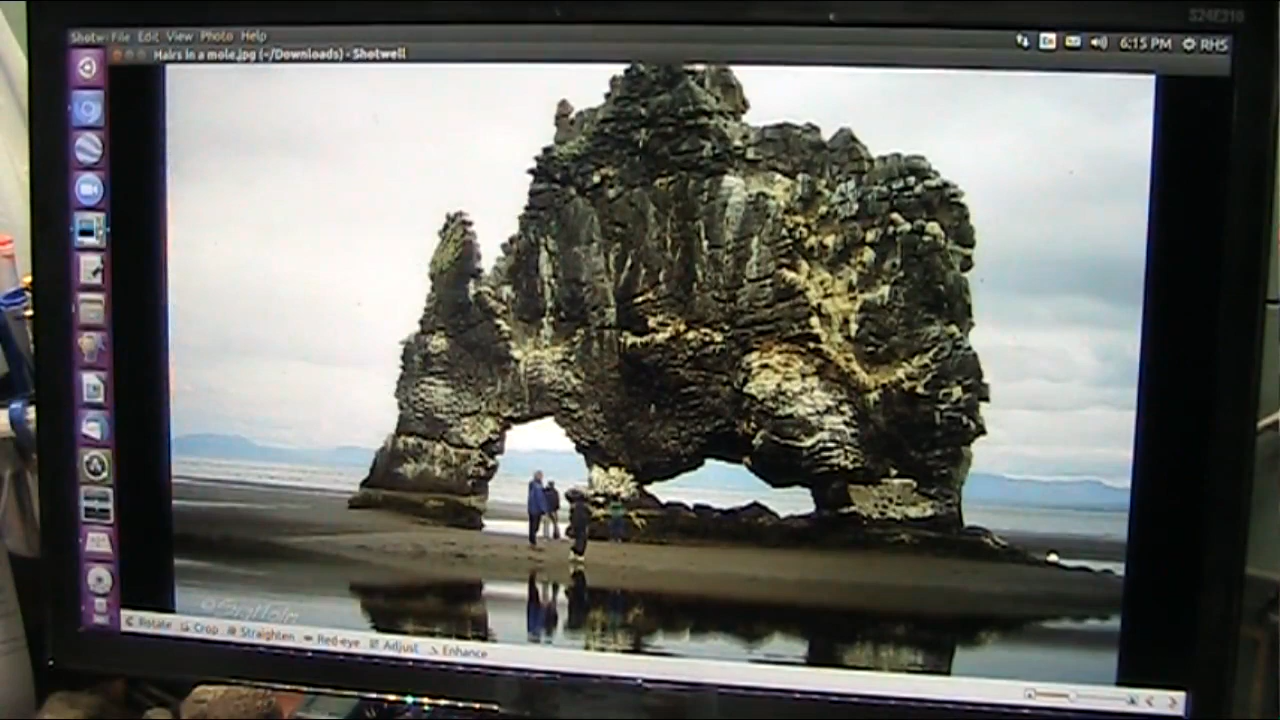 S24E310
Shotw File Edit View Photo Help
6:15 PM RHS
Hairs in a mole.jpg (~/Downloads) - Shotwell
Rotate Crop Straighten Red-eye Adjust Enhance